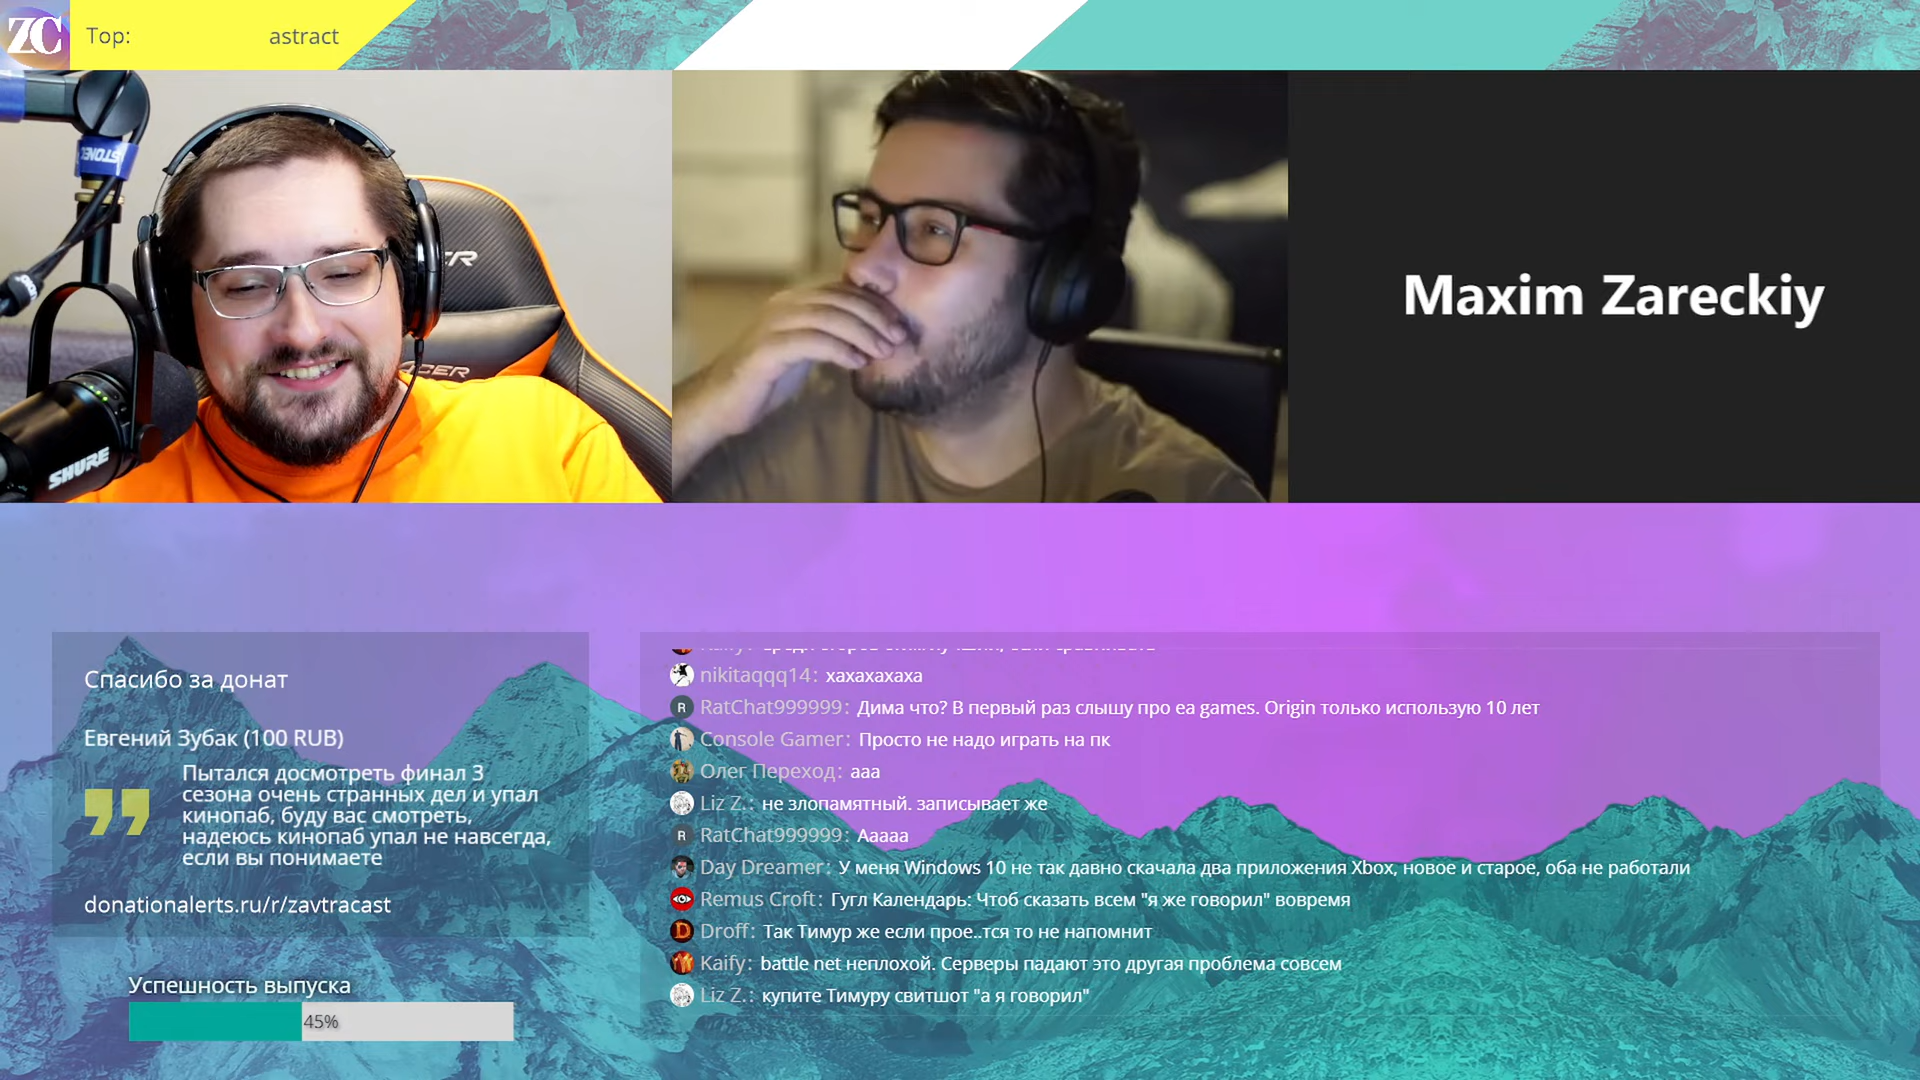 ZC
Top:
astract
STONE
SHURE
Maxim Zareckiy
Спасибо за донат
Евгений Зубак (100 RUB)
Пытался досмотреть финал 3
сезона очень странных дел и упал
кинопаб, буду вас смотреть,
надеюсь кинопаб упал не навсегда,
если вы понимаете
donationalerts.ru/r/zavtracast
Успешность выпуска
45%
nikitaqqq14: хахахахаха
RatChat999999: Дима что? В первый раз слышу про ea games. Origin только использую 10 лет
Console Gamer: Просто не надо играть на пк
Олег Переход: ааа
Liz Z.: не злопамятный. записывает же
RatChat999999: Ааааа
Day Dreamer: У меня Windows 10 не так давно скачала два приложения Xbox, новое и старое, оба не работали
Remus Croft: Гугл Календарь: Чтоб сказать всем "я же говорил" вовремя
Droff: Так Тимур же если прое..тся то не напомнит
Kaify: battle net неплохой. Серверы падают это другая проблема совсем
Liz Z.: купите Тимуру свитшот "а я говорил"